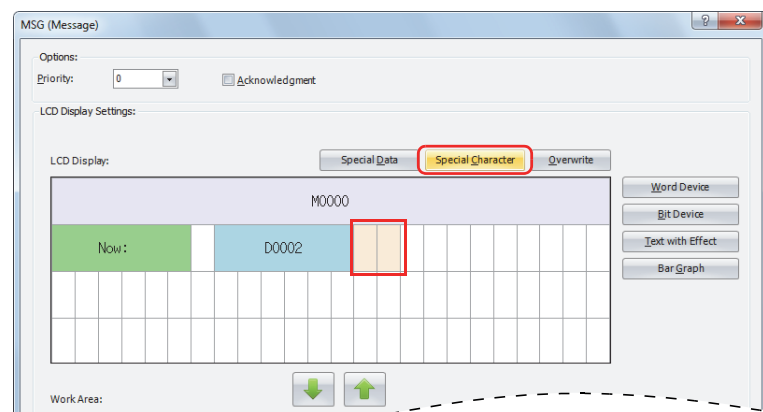 MSG (Message)
?
x
Options:
Priority:
0
Acknowledgment
LCD Display Settings:
LCD Display:
Special Data
Special Character
Overwrite
M0000
Word Device
Bit Device
Now:
D0002
Text with Effect
Bar Graph
Work Area: